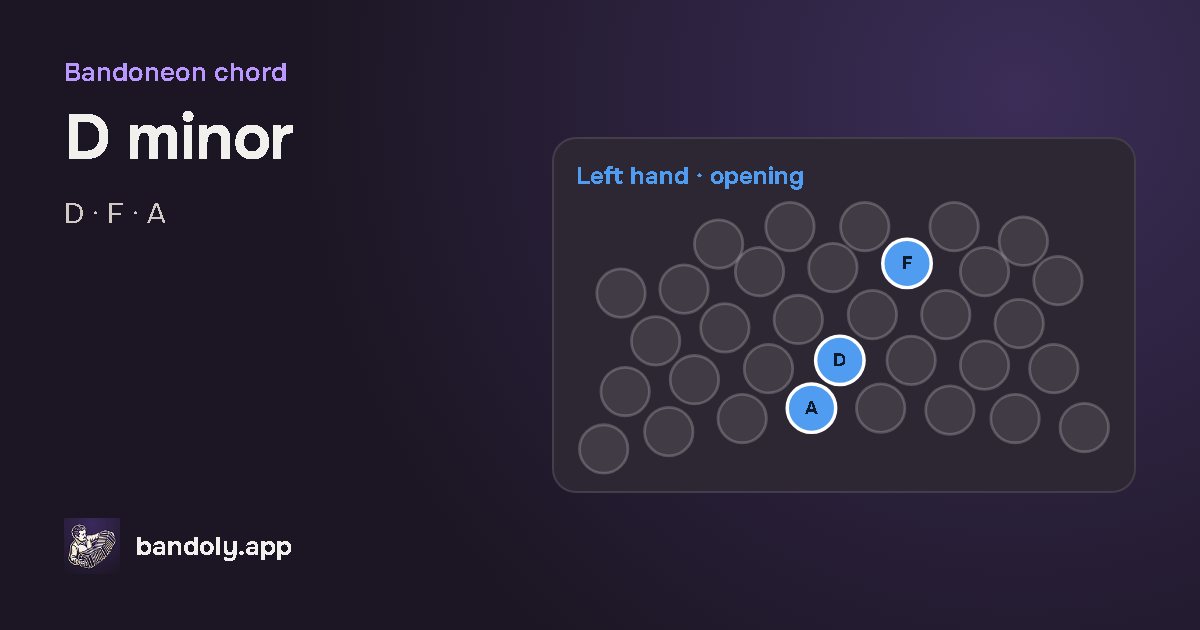 Bandoneon chord
D minor
D · F · A
Left hand · opening
F
D
A
bandoly.app